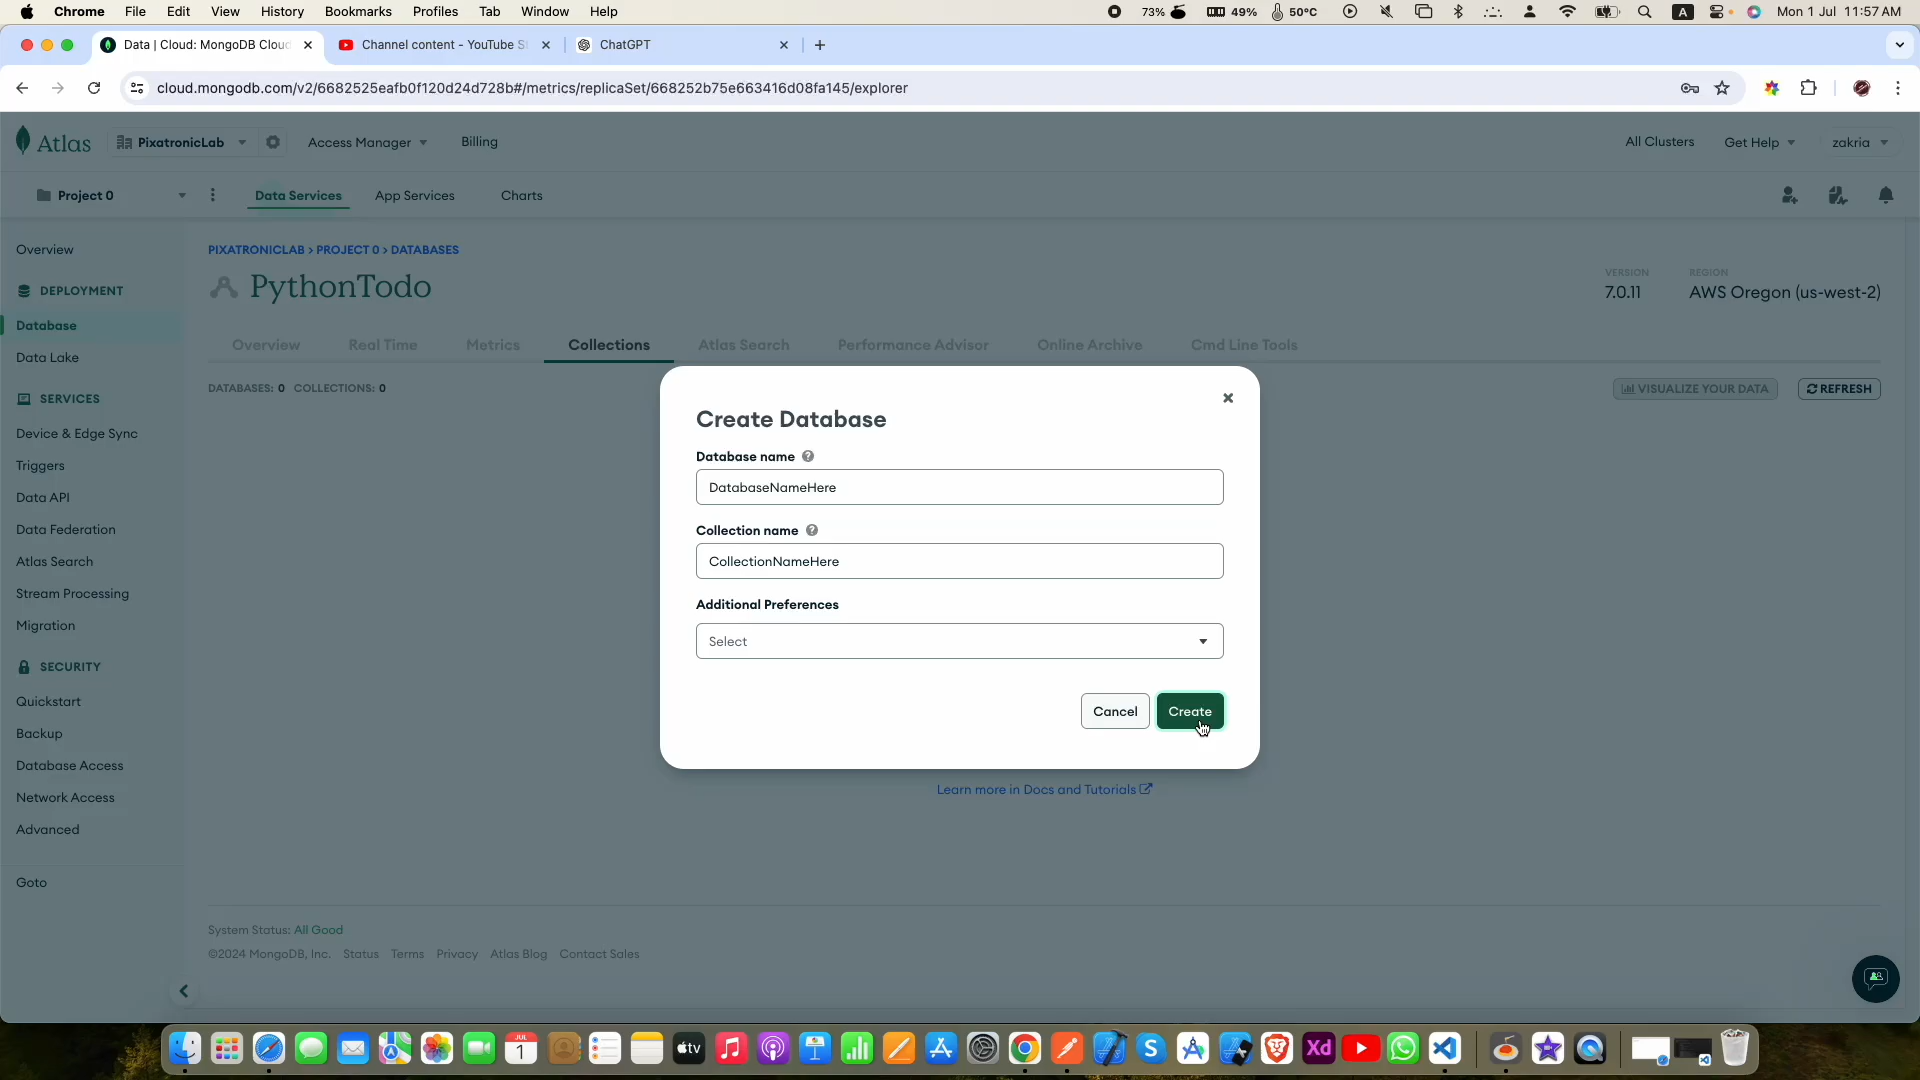 Chrome File Edit View History Bookmarks Profiles Tab Window Help 73% 49% 50°C A Mon 1 Jul 11:57 AM
Data | Cloud: MongoDB Cloud Channel content - YouTube S ChatGPT
cloud.mongodb.com/v2/6682525eafb0f120d24d728b#/metrics/replicaSet/668252b75e663416d08fa145/explorer
Atlas PixatronicLab Access Manager Billing All Clusters Get Help zakria
Project 0 Data Services App Services Charts
Overview
DEPLOYMENT
Database
Data Lake
SERVICES
Device & Edge Sync
Triggers
Data API
Data Federation
Atlas Search
Stream Processing
Migration
SECURITY
Quickstart
Backup
Database Access
Network Access
Advanced
Goto
PIXATRONICLAB > PROJECT 0 > DATABASES
PythonTodo
VERSION
7.0.11
REGION
AWS Oregon (us-west-2)
Overview Real Time Metrics Collections Atlas Search Performance Advisor Online Archive Cmd Line Tools
DATABASES: 0 COLLECTIONS: 0
VISUALIZE YOUR DATA REFRESH
Create Database
Database name
DatabaseNameHere
Collection name
CollectionNameHere
Additional Preferences
Select
Cancel Create
Learn more in Docs and Tutorials
System Status: All Good
©2024 MongoDB, Inc. Status Terms Privacy Atlas Blog Contact Sales
JUL
1
tv
Xd